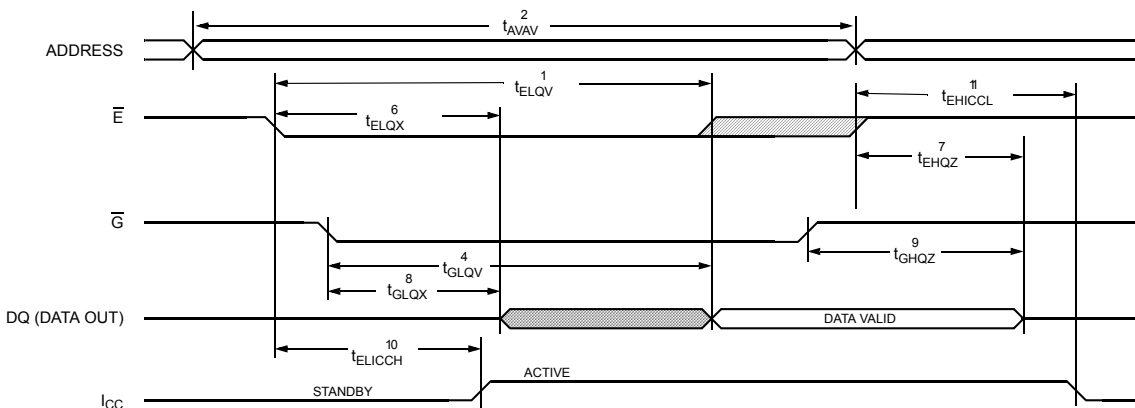 2
tAVAV
ADDRESS
1
tELQV
11
tEHICCL
E
6
tELQX
7
tEHQZ
G
9
tGHQZ
4
tGLQV
8
tGLQX
DQ (DATA OUT)
DATA VALID
10
tELICCH
ACTIVE
STANDBY
ICC